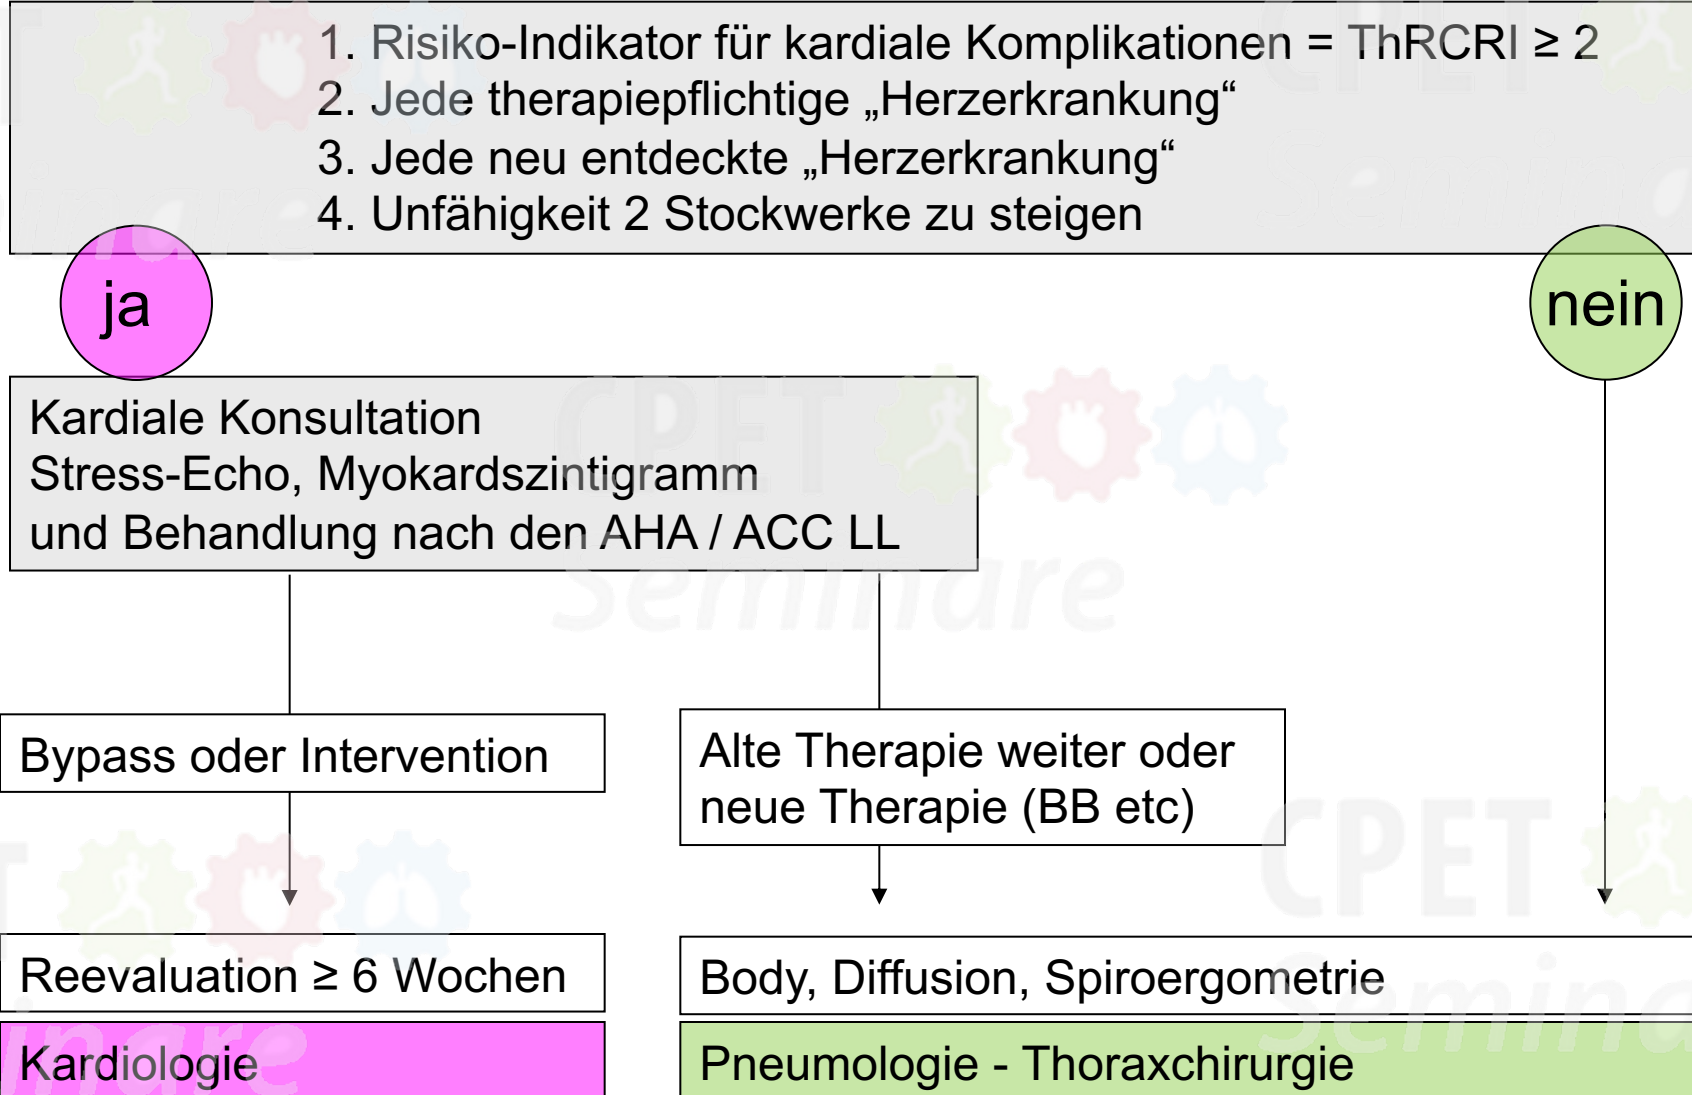 1. Risiko-Indikator für kardiale Komplikationen = ThRCRI ≥ 2
2. Jede therapiepflichtige „Herzerkrankung“
3. Jede neu entdeckte „Herzerkrankung“
4. Unfähigkeit 2 Stockwerke zu steigen
ja
nein
Kardiale Konsultation
Stress-Echo, Myokardszintigramm
und Behandlung nach den AHA / ACC LL
CPET
Seminare
Bypass oder Intervention
Alte Therapie weiter oder
neue Therapie (BB etc)
CPET
Reevaluation ≥ 6 Wochen
Body, Diffusion, Spiroergometrie
Kardiologie
Pneumologie - Thoraxchirurgie